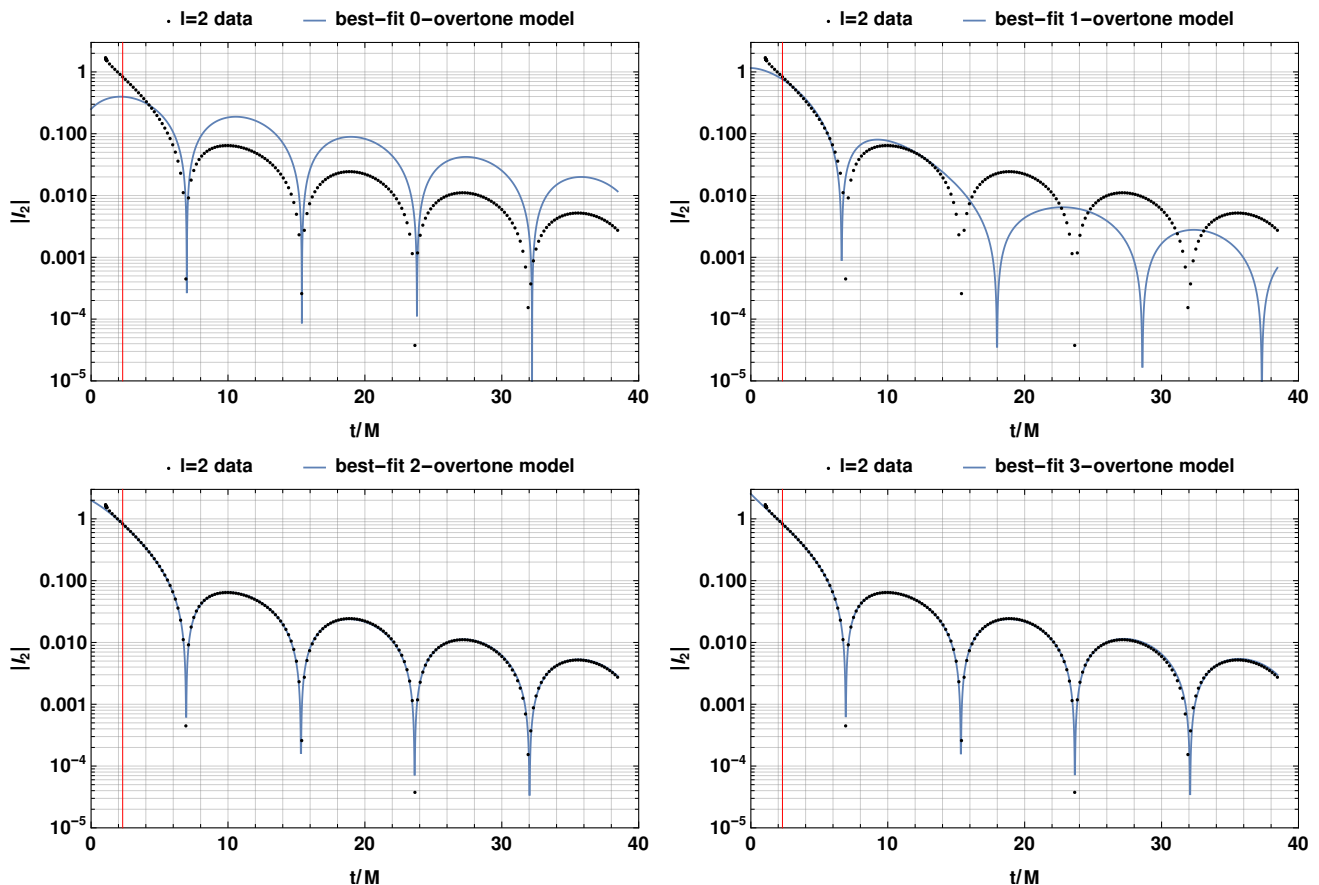 · l=2 data — best−fit 0−overtone model
1
0.100
0.010
0.001
10⁻⁴
10⁻⁵
|I₂|
0 10 20 30 40
t/M
· l=2 data — best−fit 1−overtone model
1
0.100
0.010
0.001
10⁻⁴
10⁻⁵
|I₂|
0 10 20 30 40
t/M
· l=2 data — best−fit 2−overtone model
1
0.100
0.010
0.001
10⁻⁴
10⁻⁵
|I₂|
0 10 20 30 40
t/M
· l=2 data — best−fit 3−overtone model
1
0.100
0.010
0.001
10⁻⁴
10⁻⁵
|I₂|
0 10 20 30 40
t/M